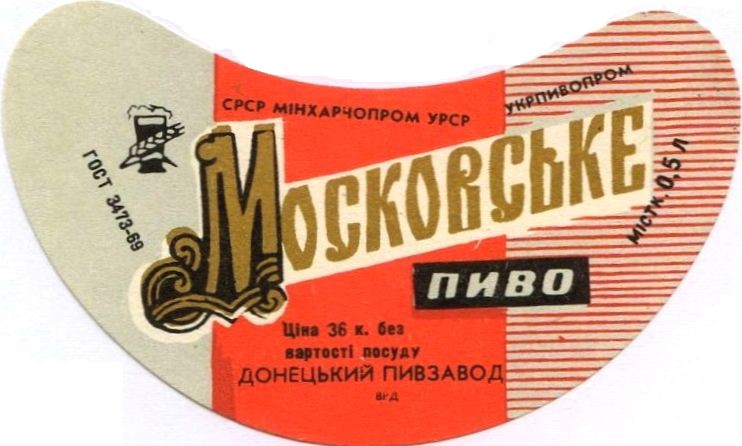 СРСР МІНХАРЧОПРОМ УРСР
УКРПИВОПРОМ
ГОСТ 3473-69
МОСКОВСЬКЕ
ПИВО
МІСТК. 0,5 Л
Ціна 36 к. без
вартості посуду
ДОНЕЦЬКИЙ ПИВЗАВОД